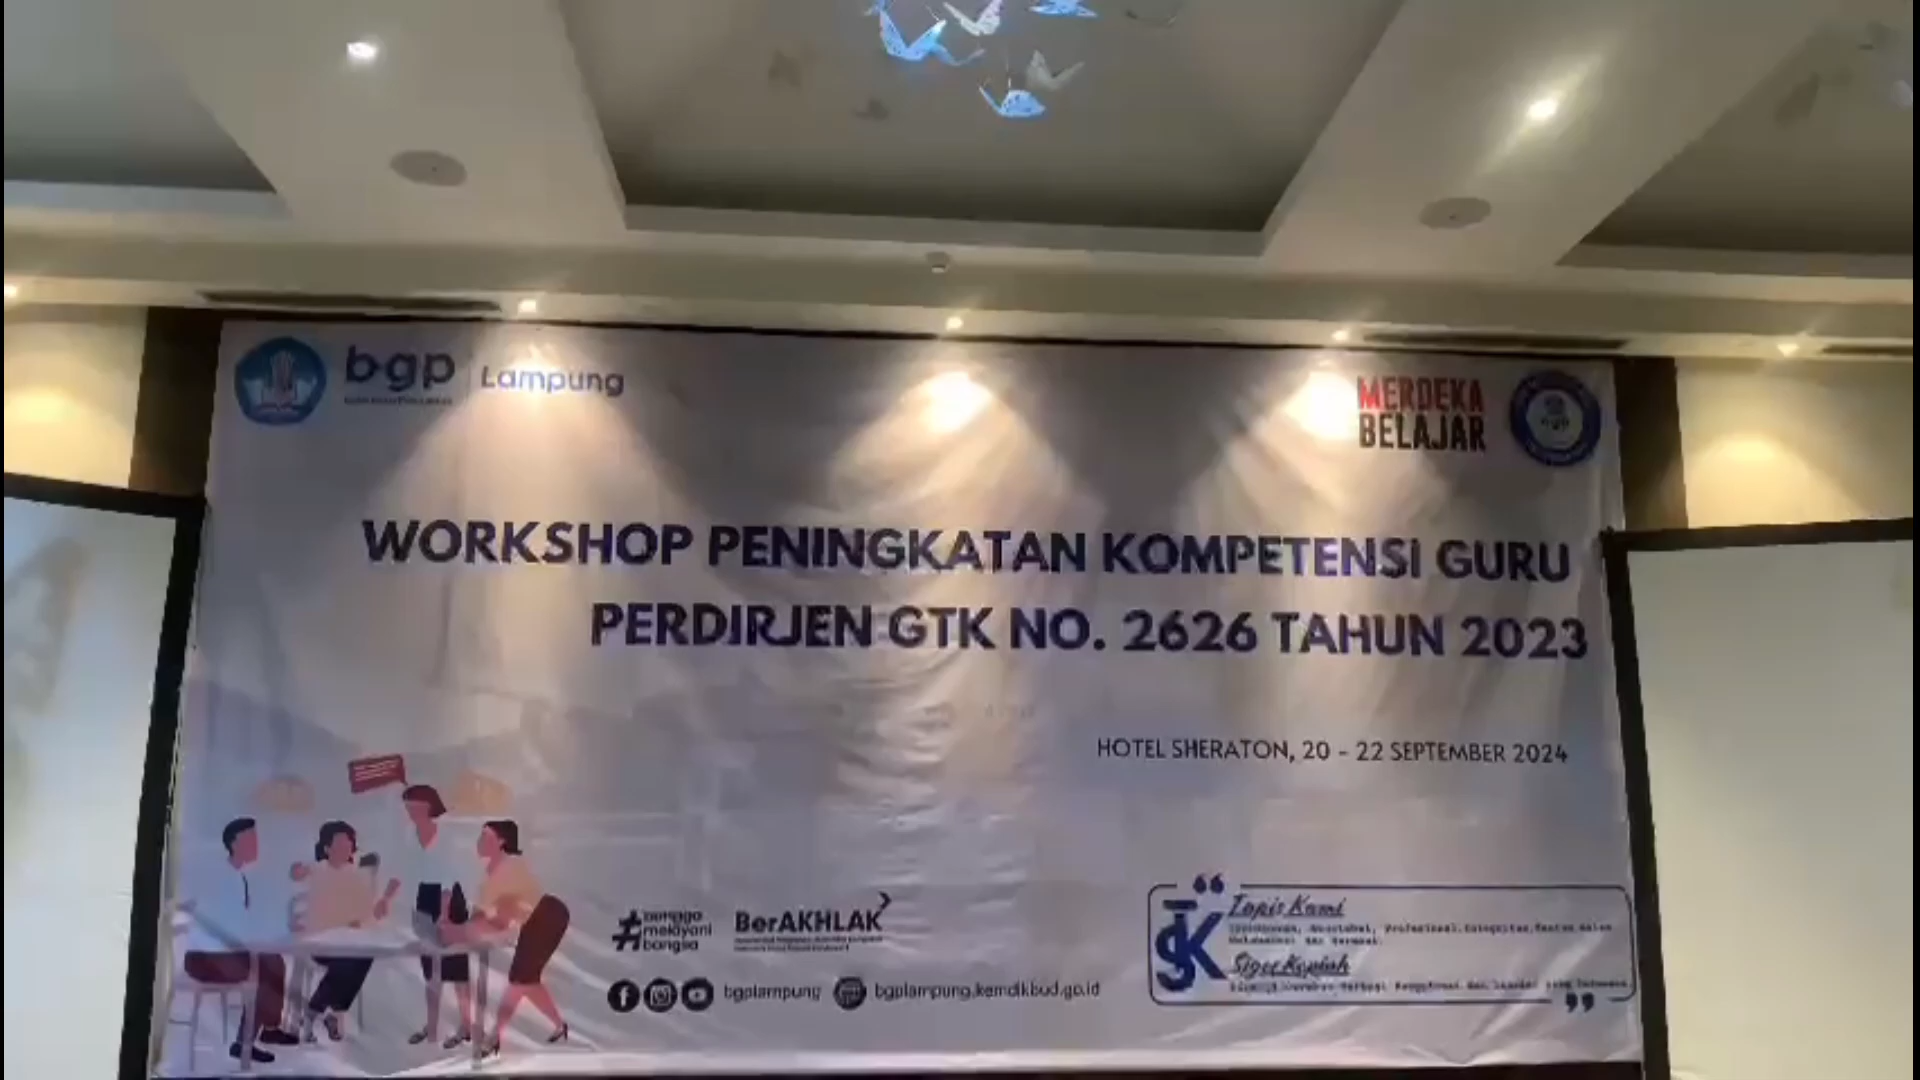 bgp Lampung
MERDEKA
BELAJAR
WORKSHOP PENINGKATAN KOMPETENSI GURU
PERDIRJEN GTK NO. 2626 TAHUN 2023
HOTEL SHERATON, 20 - 22 SEPTEMBER 2024
#bangga
melayani
bangsa
BerAKHLAK
bgplampung
bgplampung.kemdikbud.go.id
Tapis Kami
Siger Kopiah